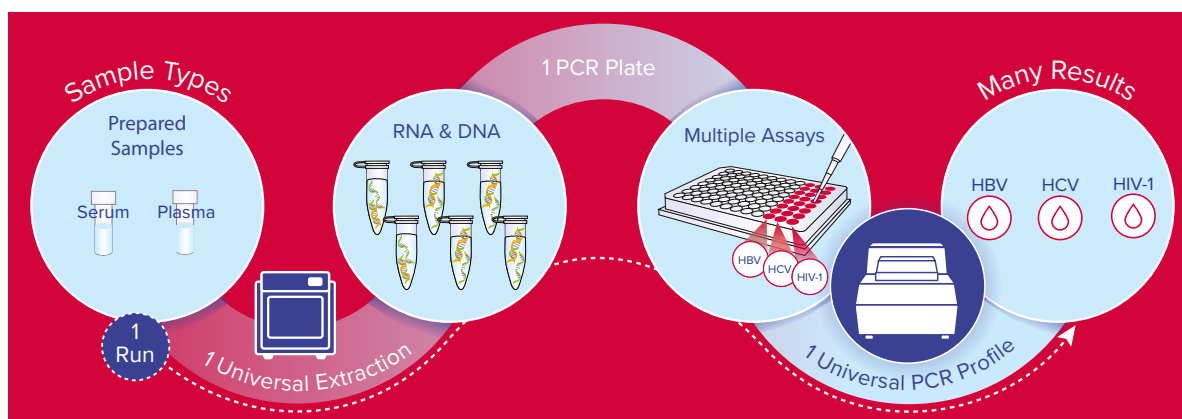 Sample Types
Prepared
Samples
Serum
Plasma
1
Run
1 Universal Extraction
RNA & DNA
1 PCR Plate
Multiple Assays
HBV
HCV
HIV-1
1 Universal PCR Profile
Many Results
HBV
HCV
HIV-1